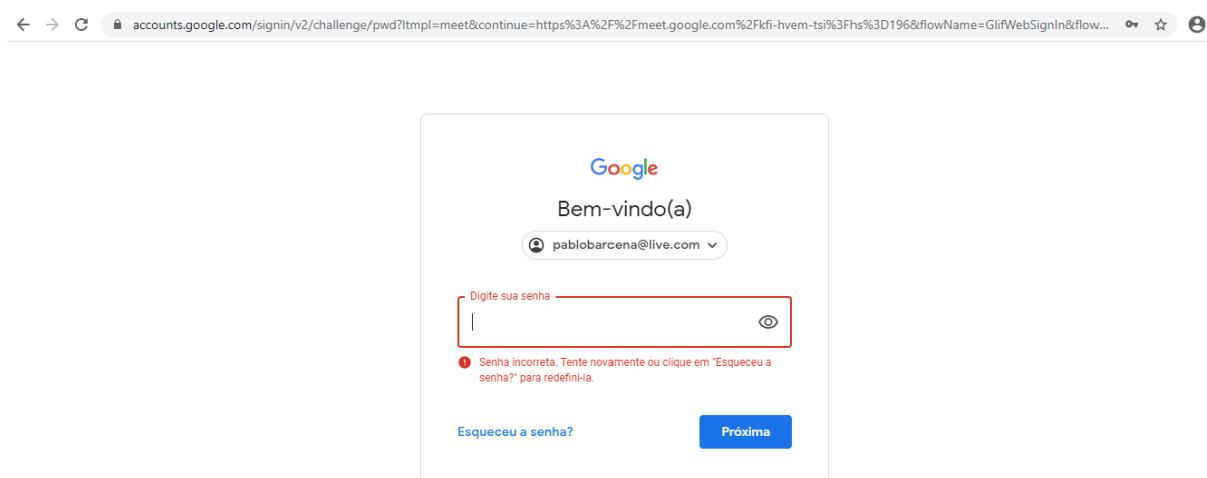 accounts.google.com/signin/v2/challenge/pwd?ltmpl=meet&continue=https%3A%2F%2Fmeet.google.com%2Fkfi-hvem-tsi%3Fhs%3D196&flowName=GlifWebSignIn&flow...
Google
Bem-vindo(a)
pablobarcena@live.com
Digite sua senha
Senha incorreta. Tente novamente ou clique em "Esqueceu a
senha?" para redefini-la.
Esqueceu a senha?
Próxima